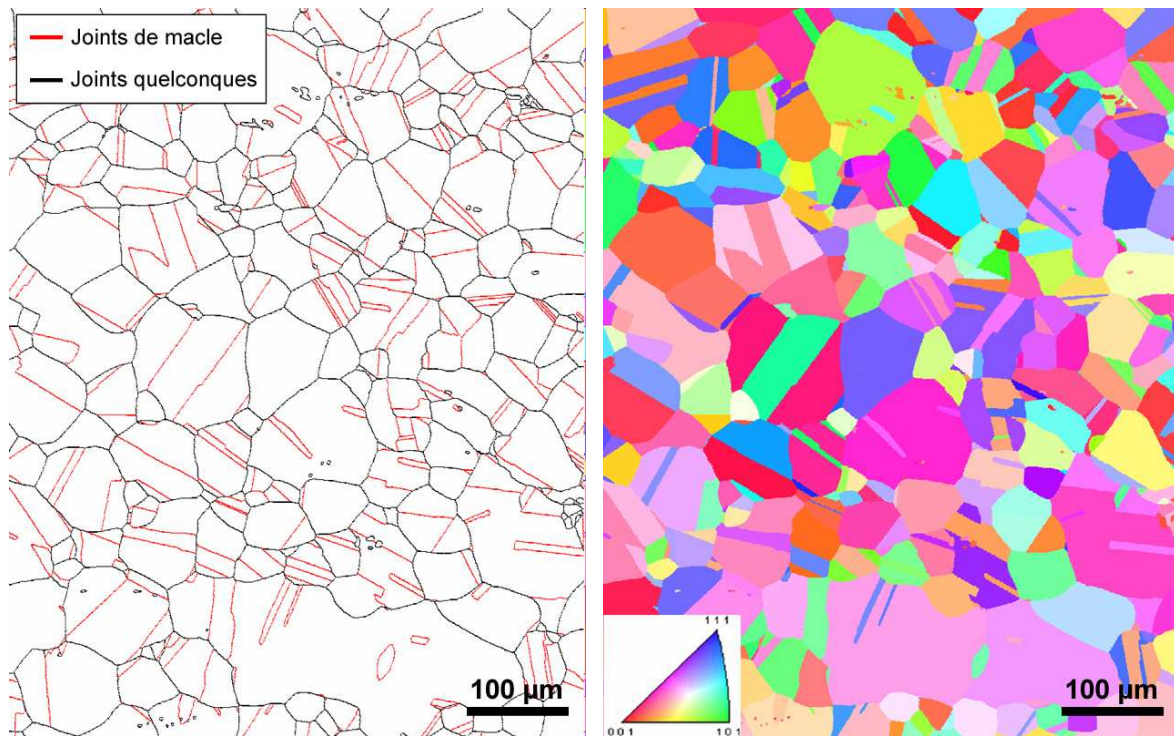 Joints de macle
Joints quelconques
100 µm
111
001
101
100 µm